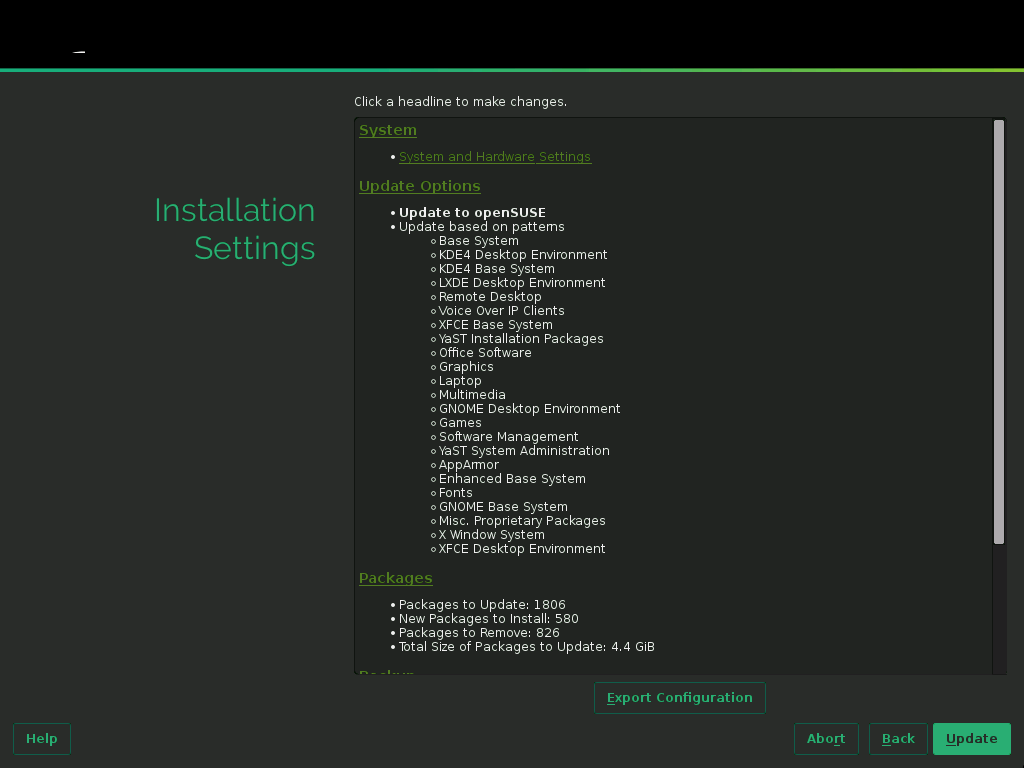 Click a headline to make changes.
Installation
Settings
System
• System and Hardware Settings
Update Options
• Update to openSUSE
• Update based on patterns
◦ Base System
◦ KDE4 Desktop Environment
◦ KDE4 Base System
◦ LXDE Desktop Environment
◦ Remote Desktop
◦ Voice Over IP Clients
◦ XFCE Base System
◦ YaST Installation Packages
◦ Office Software
◦ Graphics
◦ Laptop
◦ Multimedia
◦ GNOME Desktop Environment
◦ Games
◦ Software Management
◦ YaST System Administration
◦ AppArmor
◦ Enhanced Base System
◦ Fonts
◦ GNOME Base System
◦ Misc. Proprietary Packages
◦ X Window System
◦ XFCE Desktop Environment
Packages
• Packages to Update: 1806
• New Packages to Install: 580
• Packages to Remove: 826
• Total Size of Packages to Update: 4.4 GiB
Backup
Export Configuration
Help
Abort
Back
Update